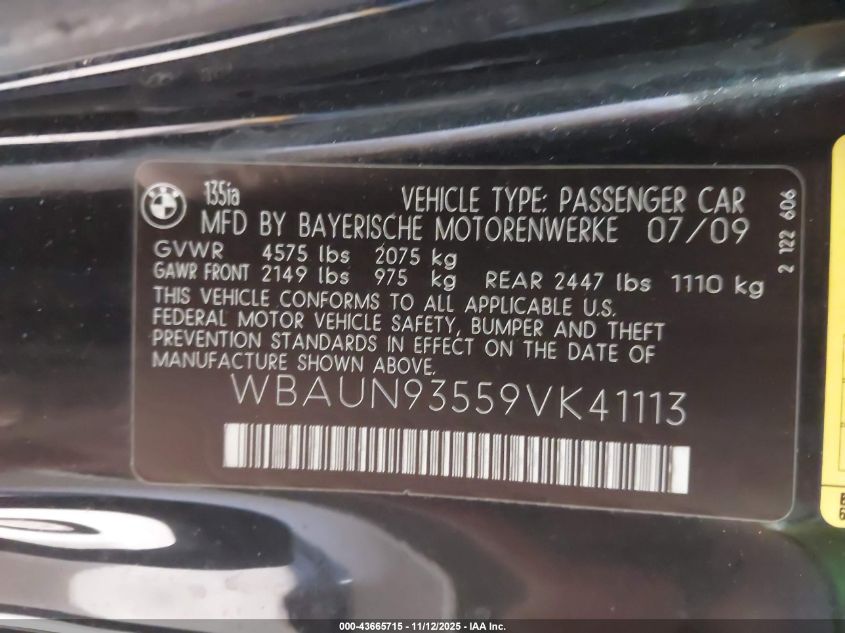 BMW
135ia
VEHICLE TYPE: PASSENGER CAR
MFD BY BAYERISCHE MOTORENWERKE 07/09
GVWR 4575 lbs 2075 kg
GAWR FRONT 2149 lbs 975 kg REAR 2447 lbs 1110 kg
THIS VEHICLE CONFORMS TO ALL APPLICABLE U.S.
FEDERAL MOTOR VEHICLE SAFETY, BUMPER AND THEFT
PREVENTION STANDARDS IN EFFECT ON THE DATE OF
MANUFACTURE SHOWN ABOVE.
WBAUN93559VK41113
2 122 606
000-43665715 - 11/12/2025 - IAA Inc.